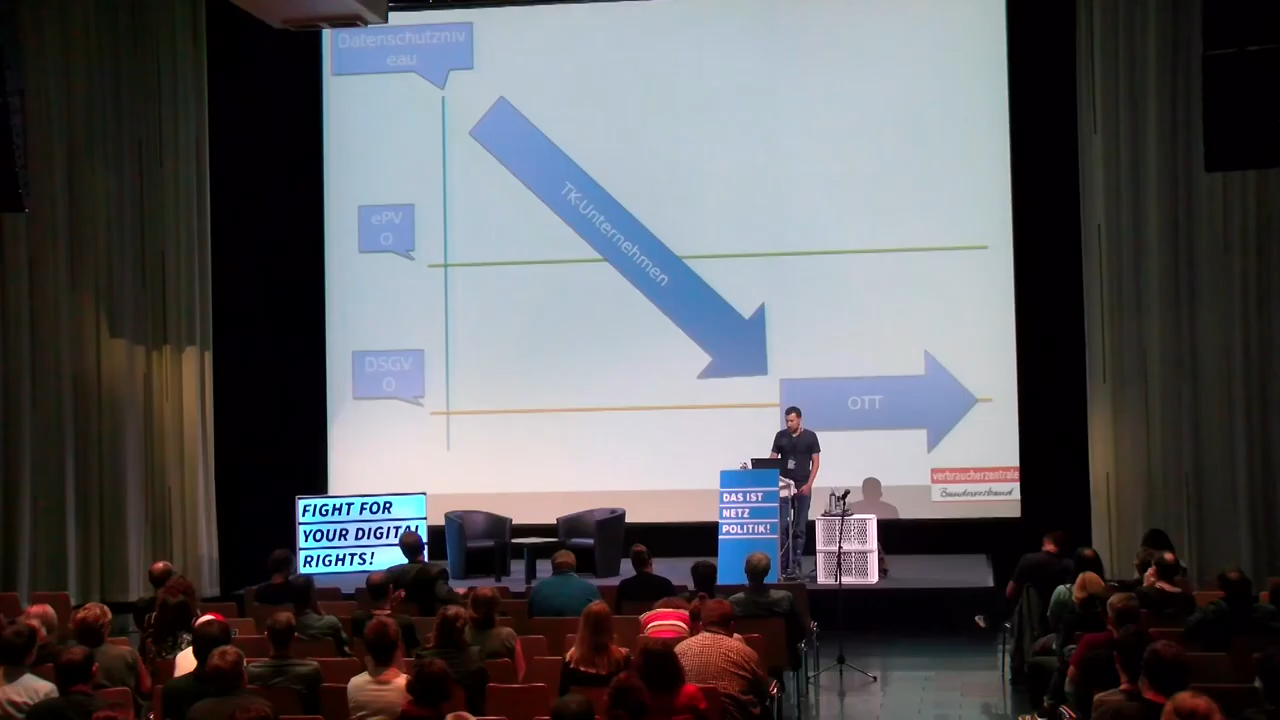 Datenschutzniv
eau
TK-Unternehmen
ePV
O
DSGV
O
OTT
verbraucherzentrale
Bundesverband
DAS IST
NETZ
POLITIK!
FIGHT FOR
YOUR DIGITAL
RIGHTS!